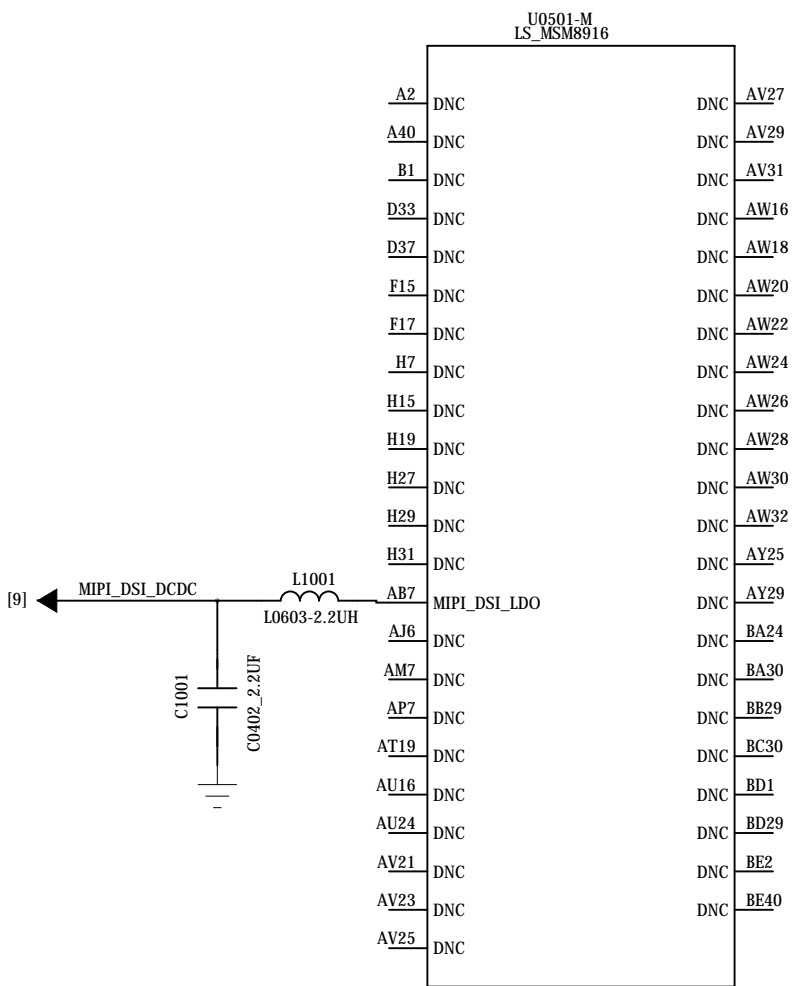 U0501-M
LS_MSM8916
A2 DNC DNC AV27
A40 DNC DNC AV29
B1 DNC DNC AV31
D33 DNC DNC AW16
D37 DNC DNC AW18
F15 DNC DNC AW20
F17 DNC DNC AW22
H7 DNC DNC AW24
H15 DNC DNC AW26
H19 DNC DNC AW28
H27 DNC DNC AW30
H29 DNC DNC AW32
H31 DNC DNC AY25
[9] MIPI_DSI_DCDC L1001 AB7 MIPI_DSI_LDO DNC AY29
L0603-2.2UH
AJ6 DNC DNC BA24
AM7 DNC DNC BA30
C1001
C0402_2.2UF
AP7 DNC DNC BB29
AT19 DNC DNC BC30
AU16 DNC DNC BD1
AU24 DNC DNC BD29
AV21 DNC DNC BE2
AV23 DNC DNC BE40
AV25 DNC